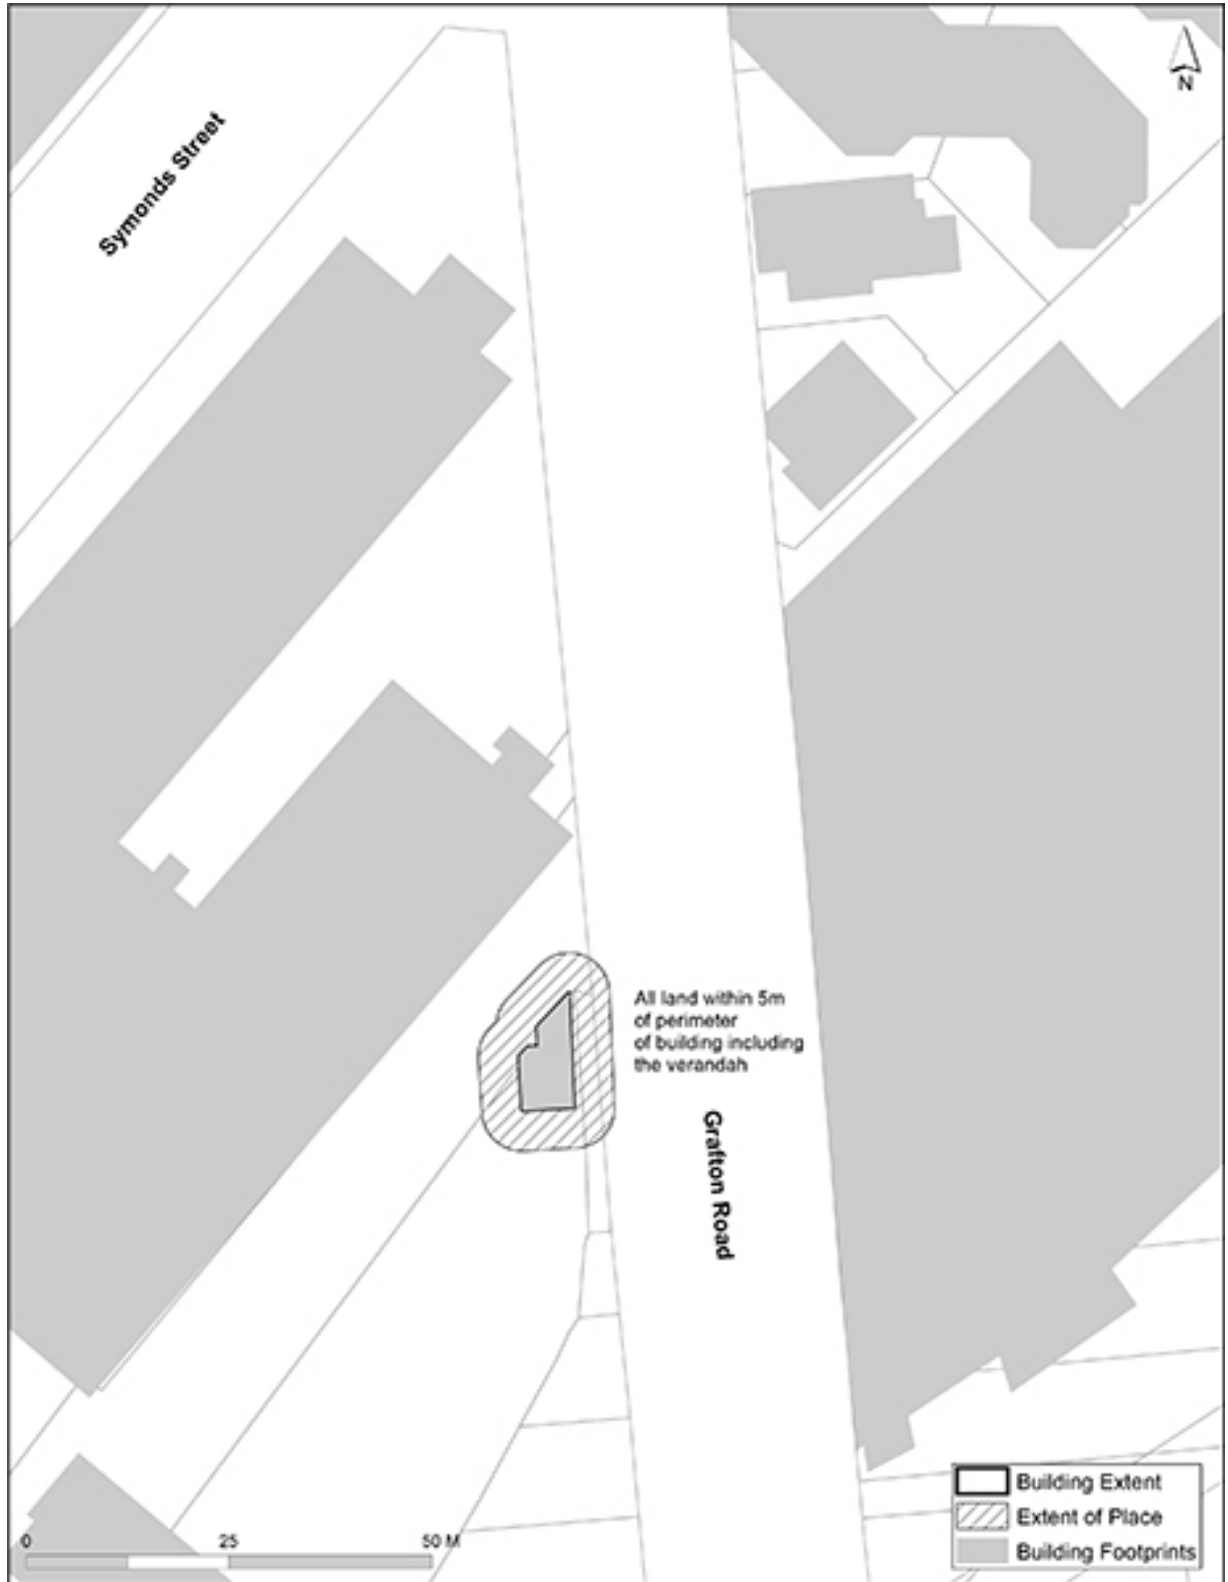 N
Symonds Street
All land within 5m
of perimeter
of building including
the verandah
Grafton Road
Building Extent
Extent of Place
Building Footprints
0 25 50 M